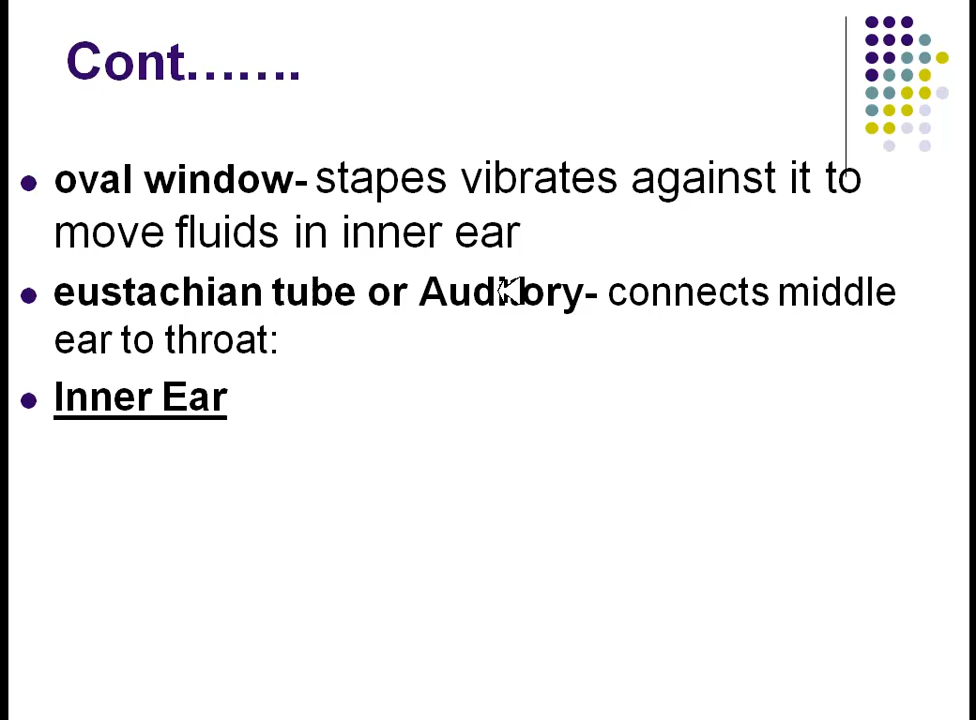 Cont…….
oval window- stapes vibrates against it to
move fluids in inner ear
eustachian tube or Auditory- connects middle
ear to throat:
Inner Ear